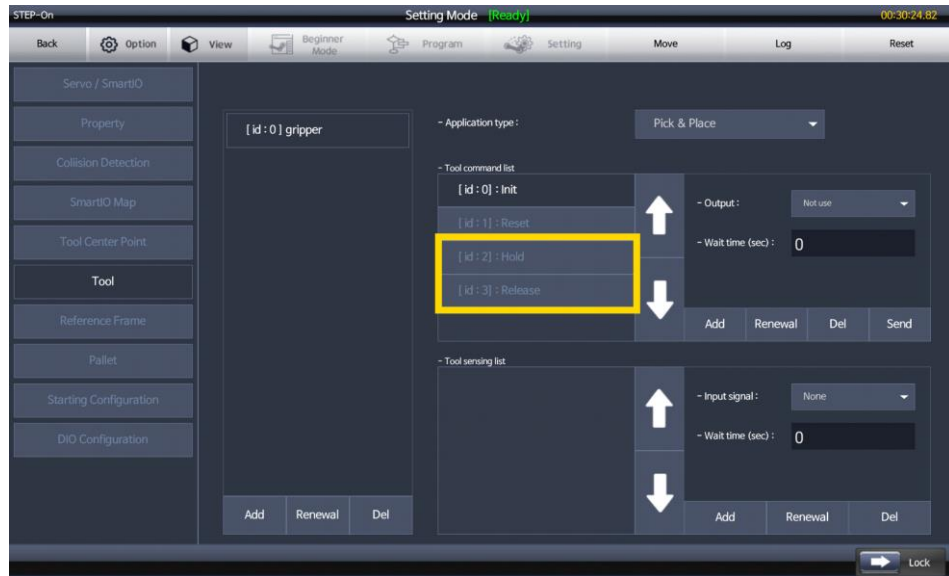 STEP-On Setting Mode [Ready] 00:30:24.82
Back Option View Beginner Mode Program Setting Move Log Reset
Servo / SmartIO
Property
Collision Detection
SmartIO Map
Tool Center Point
Tool
Reference Frame
Pallet
Starting Configuration
DIO Configuration
[ id : 0 ] gripper
Add Renewal Del
- Application type : Pick & Place
- Tool command list
[ id : 0] : Init
[ id : 1] : Reset
[ id : 2] : Hold
[ id : 3] : Release
- Output : Not use
- Wait time (sec) : 0
Add Renewal Del Send
- Tool sensing list
- Input signal : None
- Wait time (sec) : 0
Add Renewal Del
Lock